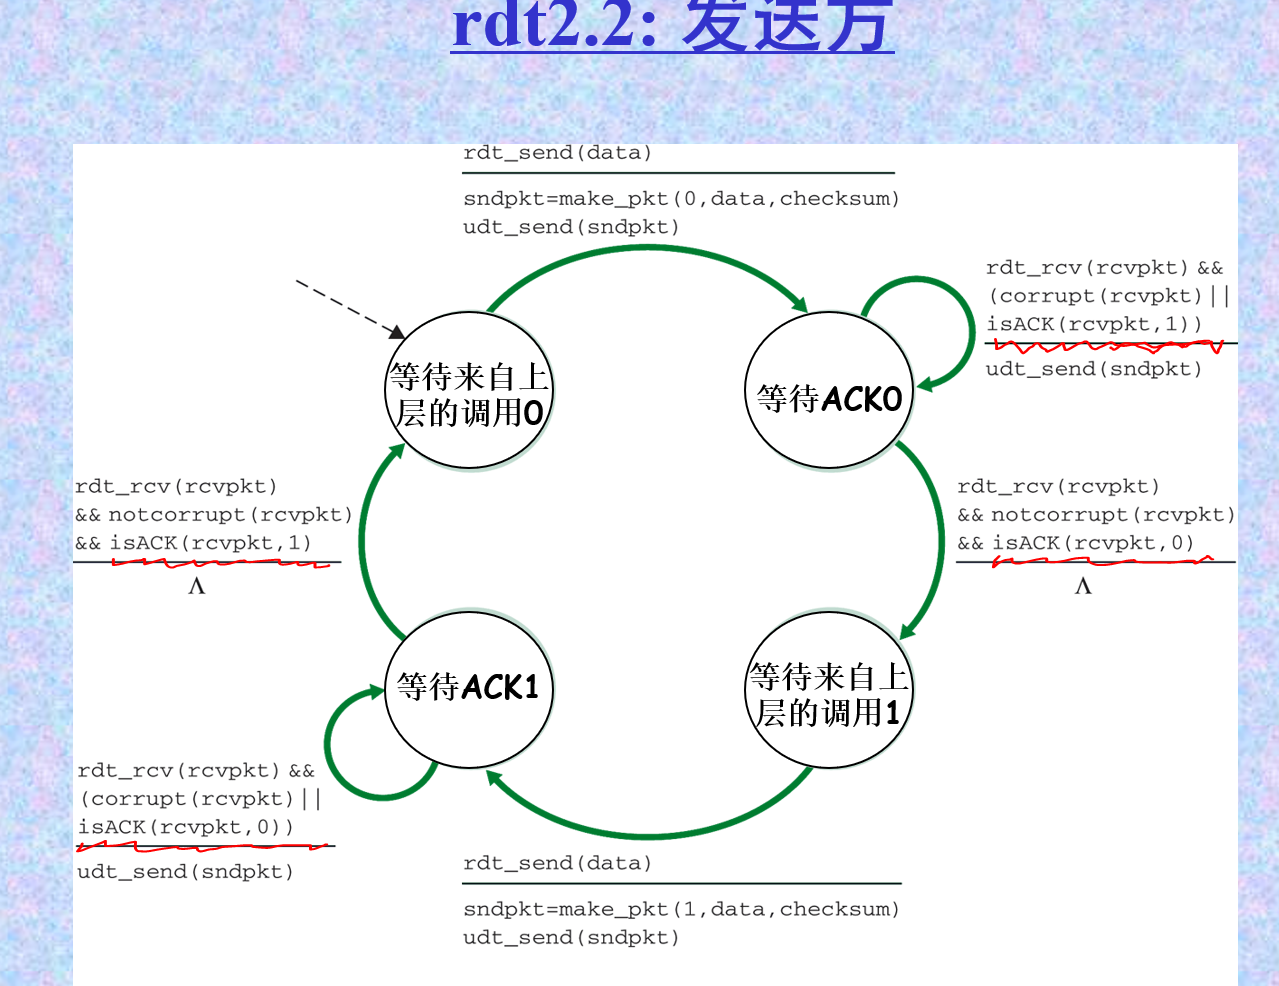 rdt2.2: 发送方
rdt_send(data)
sndpkt=make_pkt(0,data,checksum)
udt_send(sndpkt)
rdt_rcv(rcvpkt) &&
(corrupt(rcvpkt)||
isACK(rcvpkt,1))
udt_send(sndpkt)
等待来自上
层的调用0
等待ACK0
rdt_rcv(rcvpkt)
&& notcorrupt(rcvpkt)
&& isACK(rcvpkt,1)
Λ
rdt_rcv(rcvpkt)
&& notcorrupt(rcvpkt)
&& isACK(rcvpkt,0)
Λ
等待ACK1
等待来自上
层的调用1
rdt_rcv(rcvpkt) &&
(corrupt(rcvpkt)||
isACK(rcvpkt,0))
udt_send(sndpkt)
rdt_send(data)
sndpkt=make_pkt(1,data,checksum)
udt_send(sndpkt)